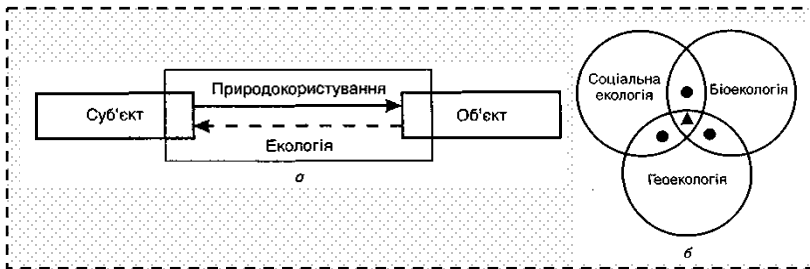 Природокористування
Суб'єкт
Об'єкт
Екологія
а
Соціальна
екологія
Біоекологія
Геоекологія
б